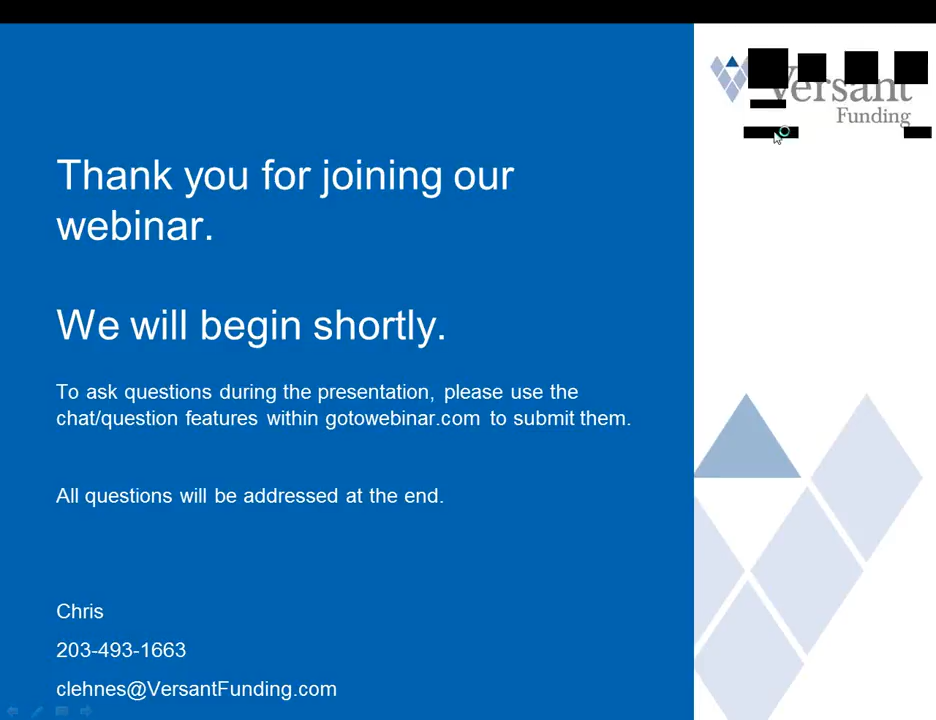 Versant
Funding
Thank you for joining our
webinar.
We will begin shortly.
To ask questions during the presentation, please use the
chat/question features within gotowebinar.com to submit them.
All questions will be addressed at the end.
Chris
203-493-1663
clehnes@VersantFunding.com